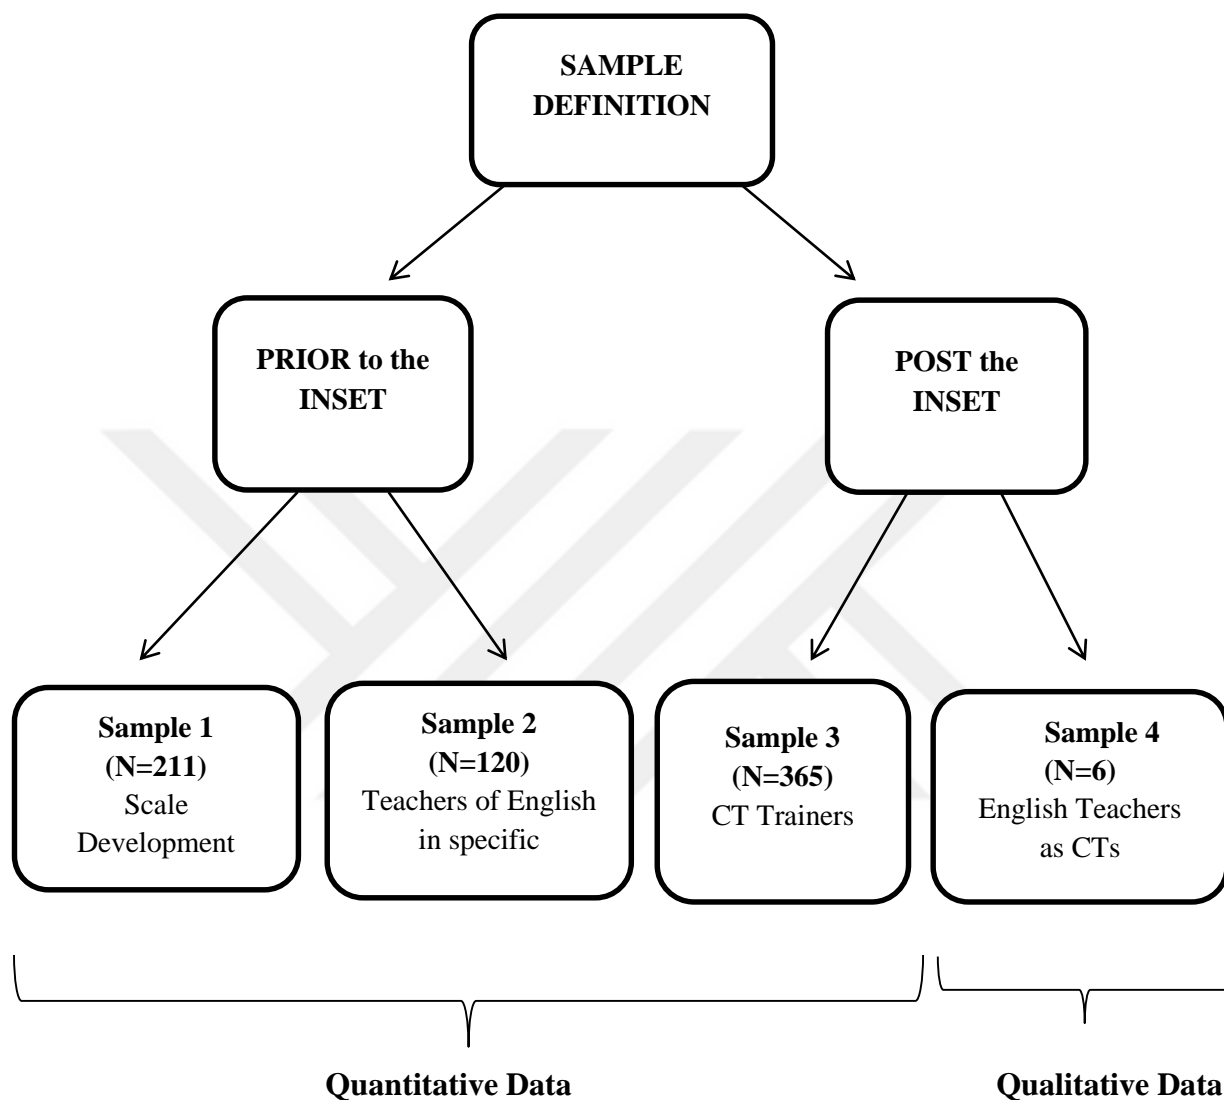 SAMPLE
DEFINITION
PRIOR to the
INSET
POST the
INSET
Sample 1
(N=211)
Scale
Development
Sample 2
(N=120)
Teachers of English
in specific
Sample 3
(N=365)
CT Trainers
Sample 4
(N=6)
English Teachers
as CTs
Quantitative Data
Qualitative Data